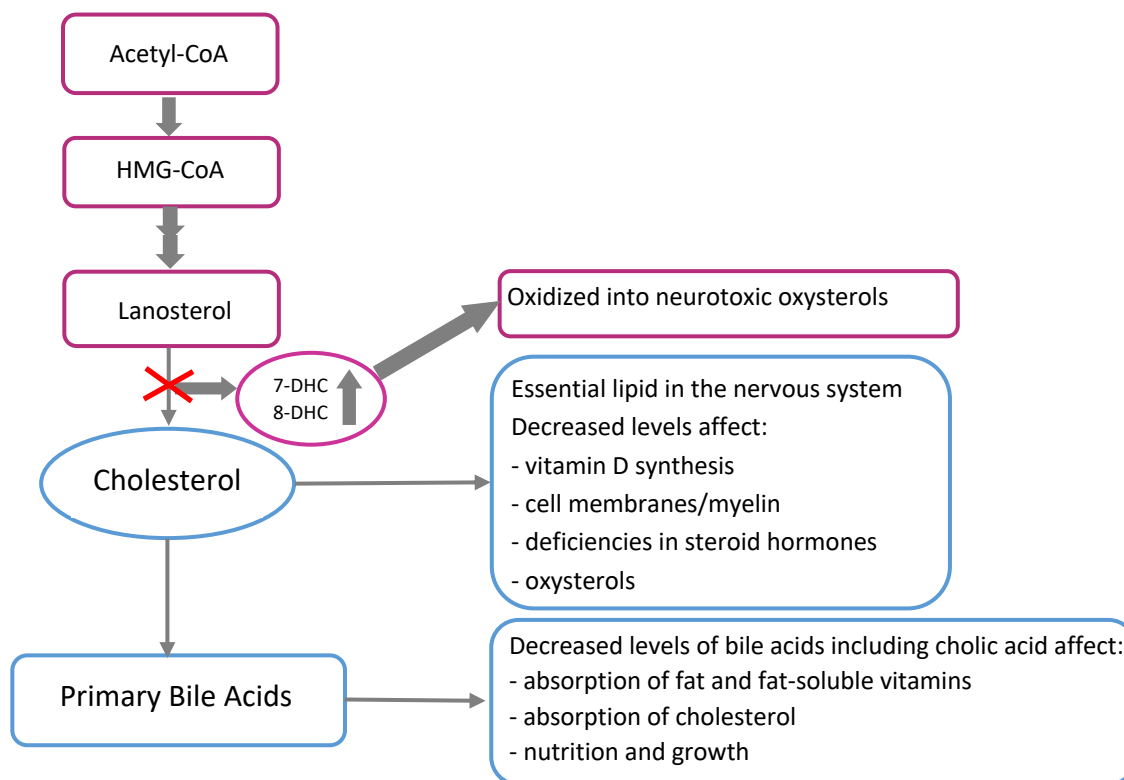 Acetyl-CoA
HMG-CoA
Lanosterol
Oxidized into neurotoxic oxysterols
7-DHC
8-DHC
Cholesterol
Essential lipid in the nervous system
Decreased levels affect:
- vitamin D synthesis
- cell membranes/myelin
- deficiencies in steroid hormones
- oxysterols
Primary Bile Acids
Decreased levels of bile acids including cholic acid affect:
- absorption of fat and fat-soluble vitamins
- absorption of cholesterol
- nutrition and growth